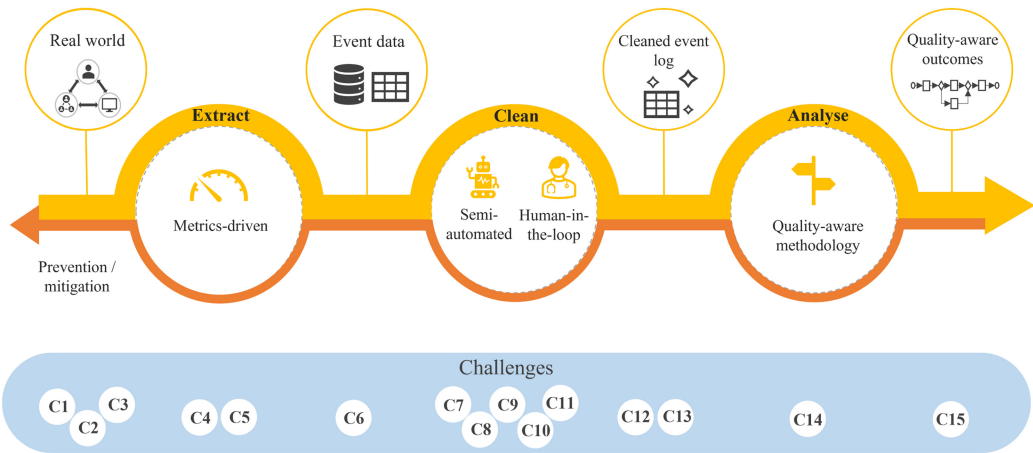 Real world
Event data
Cleaned event
log
Quality-aware
outcomes
Extract
Clean
Analyse
Metrics-driven
Semi-
automated
Human-in-
the-loop
Quality-aware
methodology
Prevention /
mitigation
Challenges
C1
C2
C3
C4
C5
C6
C7
C8
C9
C10
C11
C12
C13
C14
C15